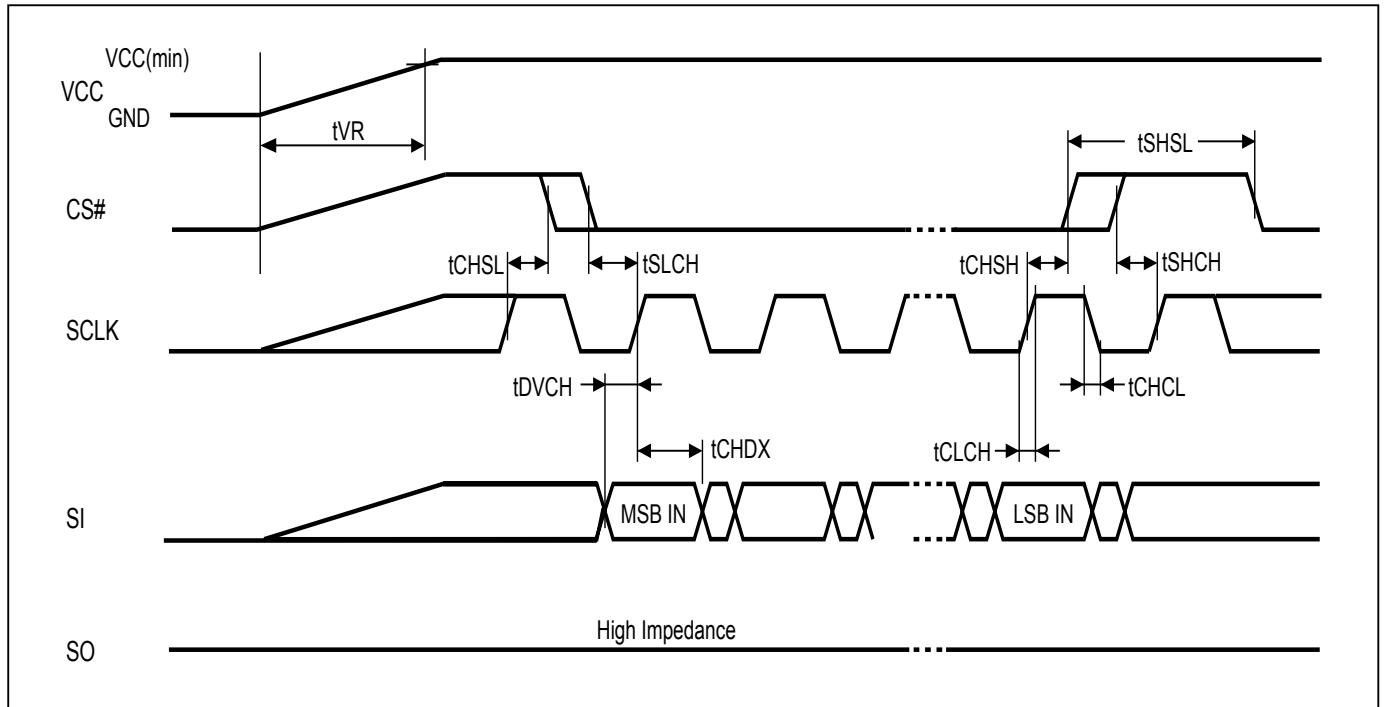 VCC(min)
VCC
GND
tVR
tSHSL
CS#
tCHSL
tSLCH
tCHSH
tSHCH
SCLK
tDVCH
tCHCL
tCHDX
tCLCH
SI
MSB IN
LSB IN
High Impedance
SO